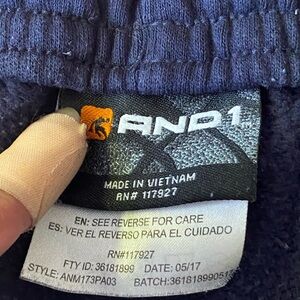 AND1
MADE IN VIETNAM
RN# 117927
EN: SEE REVERSE FOR CARE
ES: VER EL REVERSO PARA EL CUIDADO
RN#117927
FTY ID: 36181899 DATE: 05/17
STYLE: ANM173PA03 BATCH:3618189905